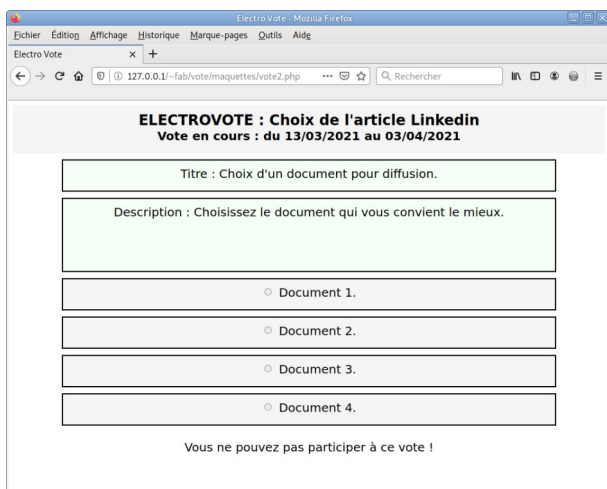 Electro Vote - Mozilla Firefox
Fichier Édition Affichage Historique Marque-pages Outils Aide
Electro Vote × +
127.0.0.1/~fab/vote/maquettes/vote2.php ••• Rechercher
ELECTROVOTE : Choix de l'article Linkedin
Vote en cours : du 13/03/2021 au 03/04/2021
Titre : Choix d'un document pour diffusion.
Description : Choisissez le document qui vous convient le mieux.
Document 1.
Document 2.
Document 3.
Document 4.
Vous ne pouvez pas participer à ce vote !